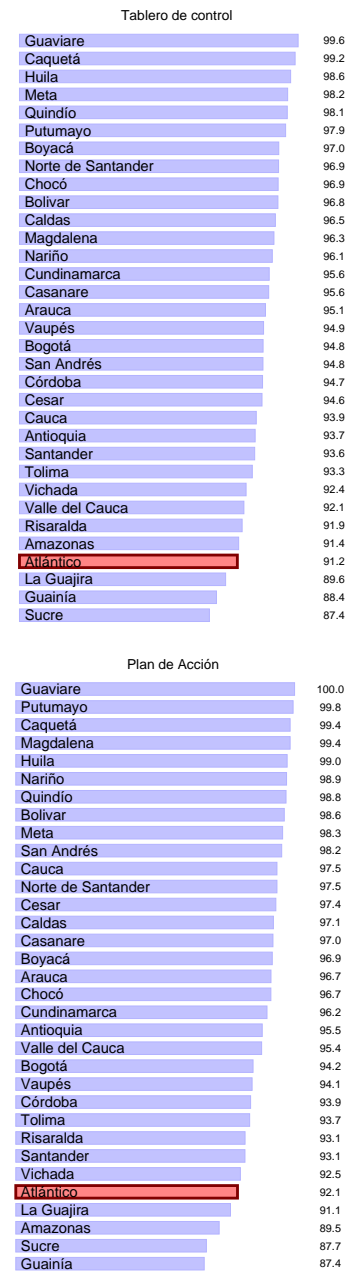 Tablero de control
Guaviare 99.6
Caquetá 99.2
Huila 98.6
Meta 98.2
Quindío 98.1
Putumayo 97.9
Boyacá 97.0
Norte de Santander 96.9
Chocó 96.9
Bolivar 96.8
Caldas 96.5
Magdalena 96.3
Nariño 96.1
Cundinamarca 95.6
Casanare 95.6
Arauca 95.1
Vaupés 94.9
Bogotá 94.8
San Andrés 94.8
Córdoba 94.7
Cesar 94.6
Cauca 93.9
Antioquia 93.7
Santander 93.6
Tolima 93.3
Vichada 92.4
Valle del Cauca 92.1
Risaralda 91.9
Amazonas 91.4
Atlántico 91.2
La Guajira 89.6
Guainía 88.4
Sucre 87.4
Plan de Acción
Guaviare 100.0
Putumayo 99.8
Caquetá 99.4
Magdalena 99.4
Huila 99.0
Nariño 98.9
Quindío 98.8
Bolivar 98.6
Meta 98.3
San Andrés 98.2
Cauca 97.5
Norte de Santander 97.5
Cesar 97.4
Caldas 97.1
Casanare 97.0
Boyacá 96.9
Arauca 96.7
Chocó 96.7
Cundinamarca 96.2
Antioquia 95.5
Valle del Cauca 95.4
Bogotá 94.2
Vaupés 94.1
Córdoba 93.9
Tolima 93.7
Risaralda 93.1
Santander 93.1
Vichada 92.5
Atlántico 92.1
La Guajira 91.1
Amazonas 89.5
Sucre 87.7
Guainía 87.4